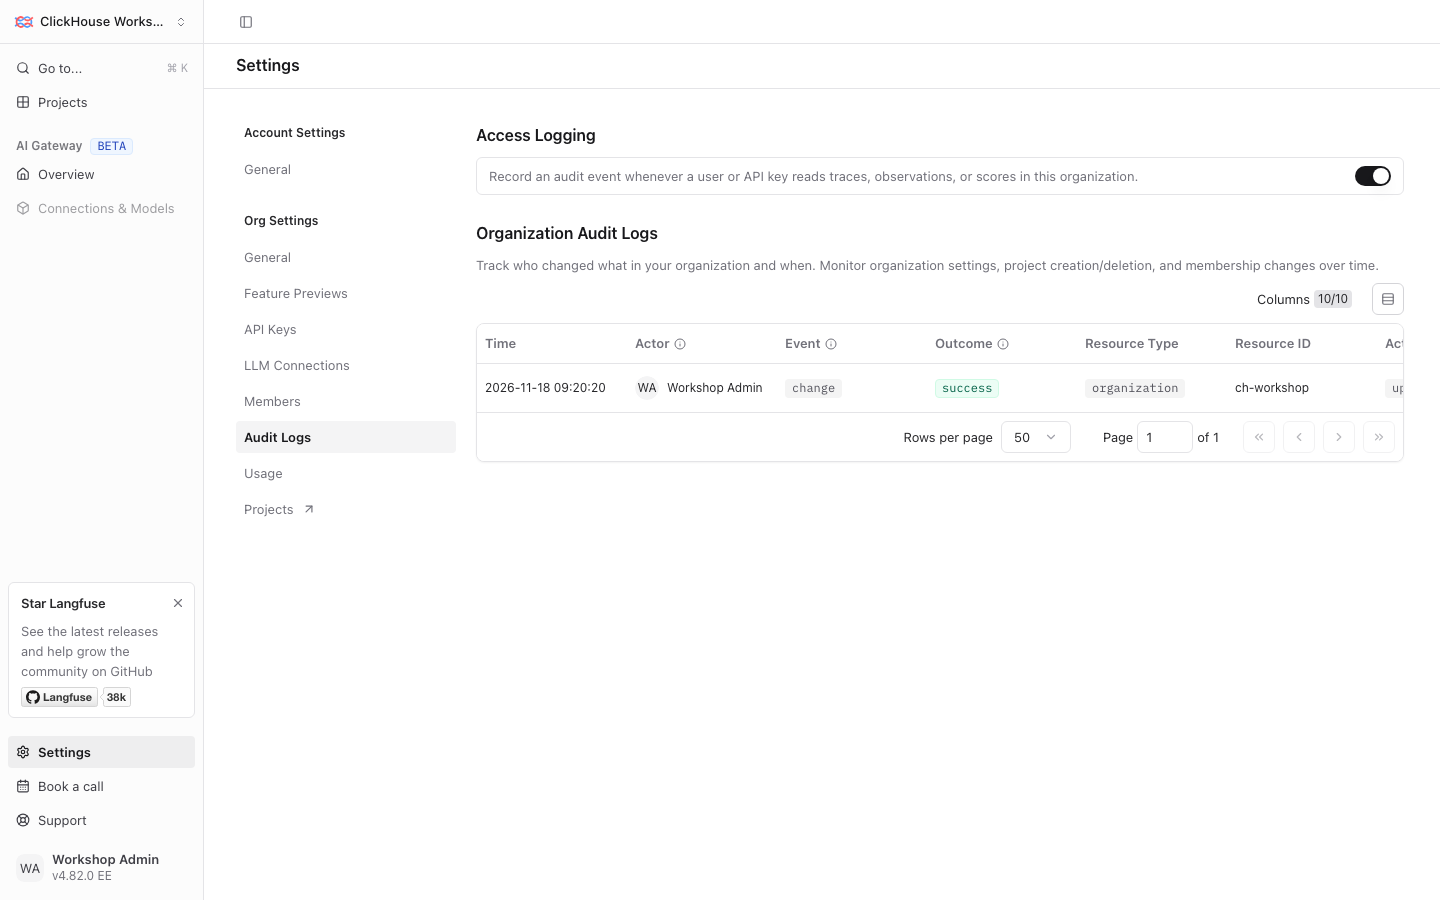 ClickHouse Works...
Go to...
⌘ K
Projects
AI Gateway
BETA
Overview
Connections & Models
Star Langfuse
See the latest releases
and help grow the
community on GitHub
Langfuse
38k
Settings
Book a call
Support
WA
Workshop Admin
v4.82.0 EE
Settings
Account Settings
General
Org Settings
General
Feature Previews
API Keys
LLM Connections
Members
Audit Logs
Usage
Projects
Access Logging
Record an audit event whenever a user or API key reads traces, observations, or scores in this organization.
Organization Audit Logs
Track who changed what in your organization and when. Monitor organization settings, project creation/deletion, and membership changes over time.
Columns 10/10
Time Actor Event Outcome Resource Type Resource ID Act
2026-11-18 09:20:20 WA Workshop Admin change success organization ch-workshop up
Rows per page 50 Page 1 of 1